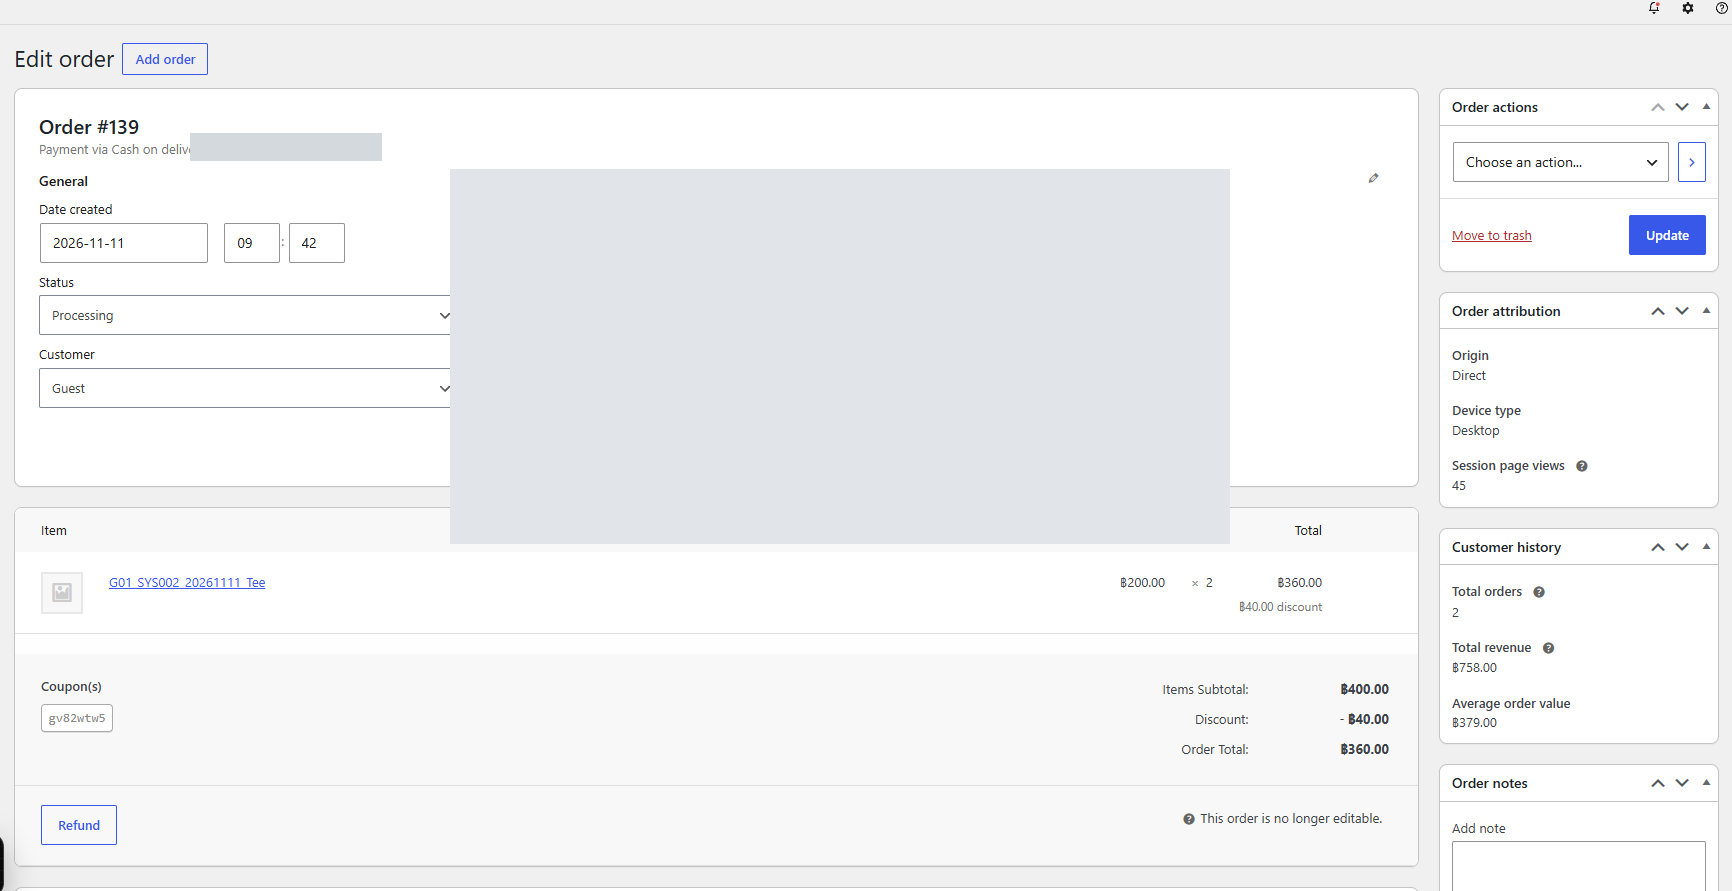 Edit order
Add order
Order #139
Payment via Cash on delive
General
Date created
2026-11-11
09 : 42
Status
Processing
Customer
Guest
Item
Total
G01_SYS002_20261111_Tee
฿200.00 × 2 ฿360.00
฿40.00 discount
Coupon(s)
gv82wtw5
Items Subtotal: ฿400.00
Discount: - ฿40.00
Order Total: ฿360.00
Refund
This order is no longer editable.
Order actions
Choose an action...
Move to trash
Update
Order attribution
Origin
Direct
Device type
Desktop
Session page views
45
Customer history
Total orders
2
Total revenue
฿758.00
Average order value
฿379.00
Order notes
Add note